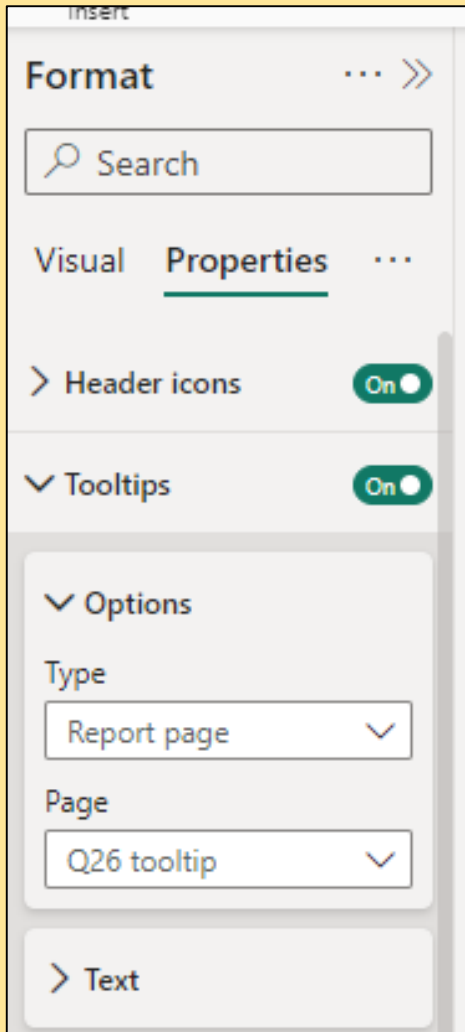 Insert
Format
Search
Visual Properties ...
Header icons On
Tooltips On
Options
Type
Report page
Page
Q26 tooltip
Text